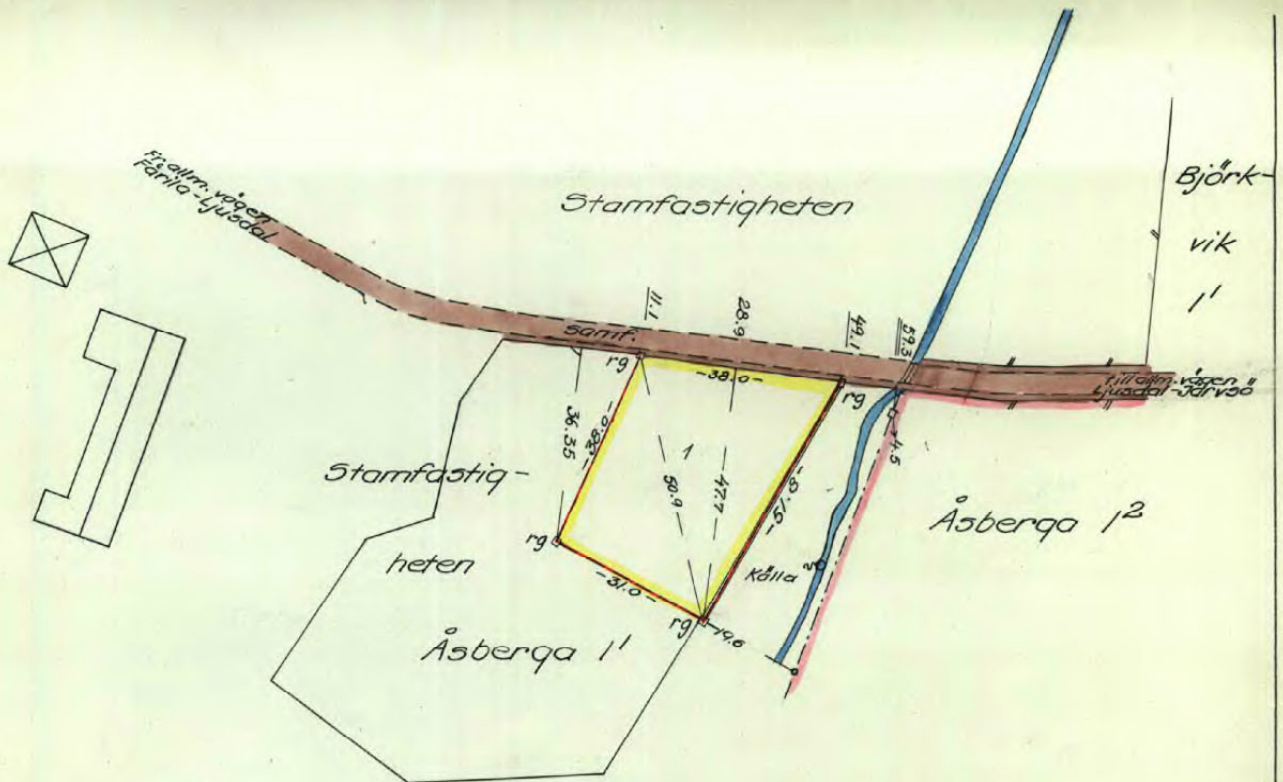 Fr. allm. vägen
Färila-Ljusdal
Stamfastigheten
Björk-
vik
1¹
samf.
11.1
28.9
49.1
59.3
rg
-38.0-
rg
till allm. vägen
Ljusdal-Järvsö
36.35
-38.0-
1
50.9
47.7
-51.8-
4.5
Stamfastig-
heten
Åsberga 1²
rg
-31.0-
Källa
rg
19.6
Åsberga 1¹